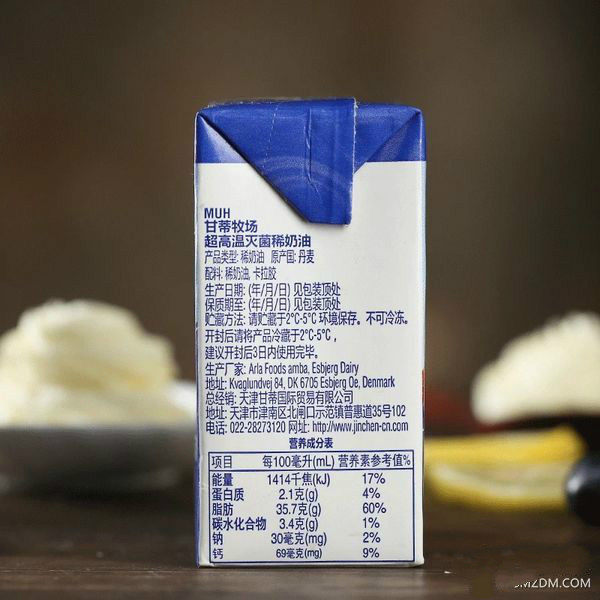 MUH
甘蒂牧场
超高温灭菌稀奶油
产品类型: 稀奶油 原产国: 丹麦
配料: 稀奶油, 卡拉胶
生产日期: (年/月/日) 见包装顶处
保质期至: (年/月/日) 见包装顶处
贮藏方法: 请贮藏于2°C-5°C 环境保存。不可冷冻。
开封后请将产品冷藏于2°C-5°C ,
建议开封后3日内使用完毕。
生产厂家: Arla Foods amba, Esbjerg Dairy
地址: Kvaglundvej 84, DK 6705 Esbjerg Oe, Denmark
总经销: 天津甘蒂国际贸易有限公司
地址: 天津市津南区北闸口示范镇普惠道35号102
电话: 022-28273120 网址: http://www.jinchen-cn.com
营养成分表
项目 每100毫升(mL) 营养素参考值%
能量 1414千焦(kJ) 17%
蛋白质 2.1克(g) 4%
脂肪 35.7克(g) 60%
碳水化合物 3.4克(g) 1%
钠 30毫克(mg) 2%
钙 69毫克(mg) 9%
SMZDM.COM